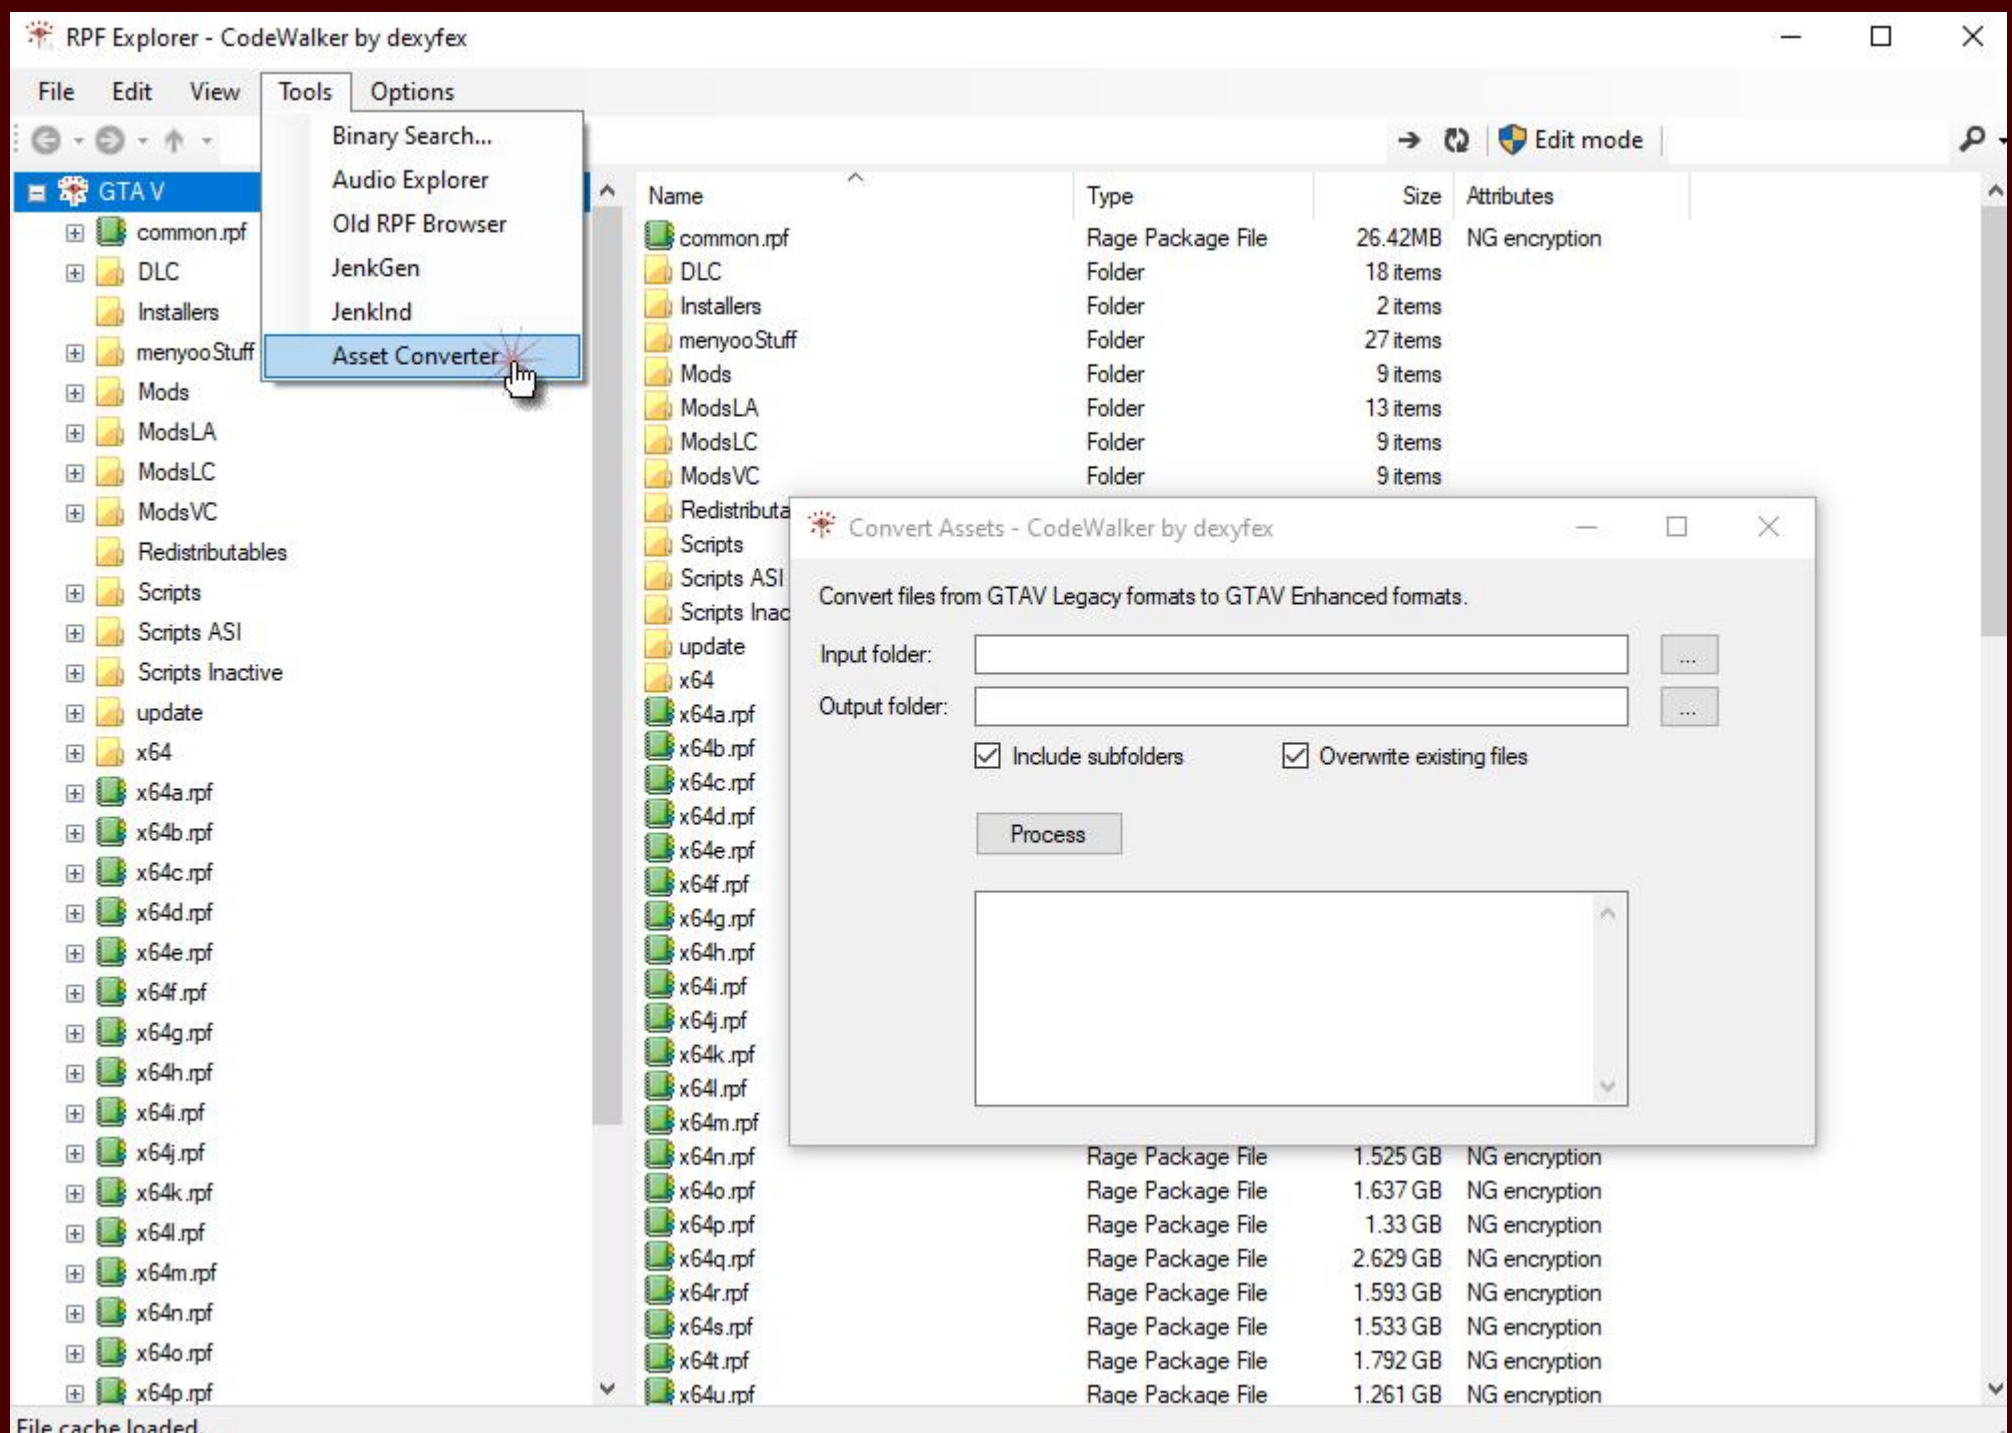 RPF Explorer - CodeWalker by dexyfex
File Edit View Tools Options
Binary Search...
Audio Explorer
Old RPF Browser
JenkGen
JenkInd
Asset Converter
Edit mode
GTA V
common.rpf
DLC
Installers
menyooStuff
Mods
ModsLA
ModsLC
ModsVC
Redistributables
Scripts
Scripts ASI
Scripts Inactive
update
x64
x64a.rpf
x64b.rpf
x64c.rpf
x64d.rpf
x64e.rpf
x64f.rpf
x64g.rpf
x64h.rpf
x64i.rpf
x64j.rpf
x64k.rpf
x64l.rpf
x64m.rpf
x64n.rpf
x64o.rpf
x64p.rpf
Name Type Size Attributes
common.rpf Rage Package File 26.42MB NG encryption
DLC Folder 18 items
Installers Folder 2 items
menyooStuff Folder 27 items
Mods Folder 9 items
ModsLA Folder 13 items
ModsLC Folder 9 items
ModsVC Folder 9 items
Redistributa
Scripts
Scripts ASI
Scripts Inac
update
x64
x64a.rpf
x64b.rpf
x64c.rpf
x64d.rpf
x64e.rpf
x64f.rpf
x64g.rpf
x64h.rpf
x64i.rpf
x64j.rpf
x64k.rpf
x64l.rpf
x64m.rpf
x64n.rpf Rage Package File 1.525 GB NG encryption
x64o.rpf Rage Package File 1.637 GB NG encryption
x64p.rpf Rage Package File 1.33 GB NG encryption
x64q.rpf Rage Package File 2.629 GB NG encryption
x64r.rpf Rage Package File 1.593 GB NG encryption
x64s.rpf Rage Package File 1.533 GB NG encryption
x64t.rpf Rage Package File 1.792 GB NG encryption
x64u.rpf Rage Package File 1.261 GB NG encryption
Convert Assets - CodeWalker by dexyfex
Convert files from GTAV Legacy formats to GTAV Enhanced formats.
Input folder: ...
Output folder: ...
Include subfolders Overwrite existing files
Process
File cache loaded.